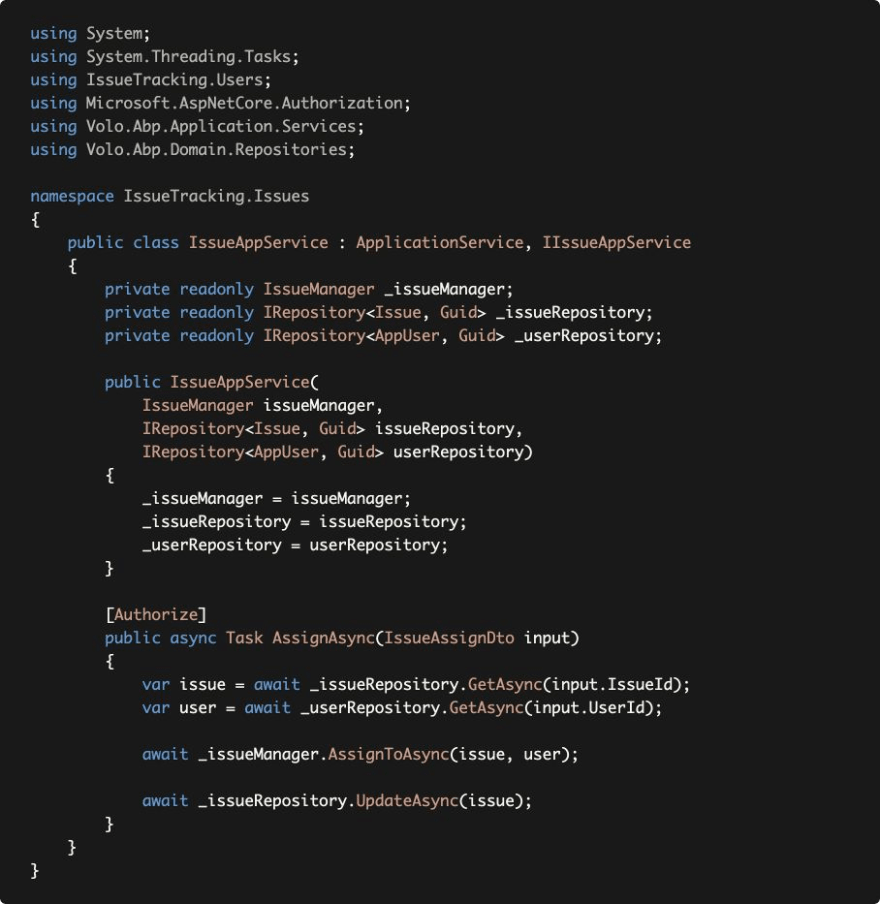 using System;
using System.Threading.Tasks;
using IssueTracking.Users;
using Microsoft.AspNetCore.Authorization;
using Volo.Abp.Application.Services;
using Volo.Abp.Domain.Repositories;

namespace IssueTracking.Issues
{
    public class IssueAppService : ApplicationService, IIssueAppService
    {
        private readonly IssueManager _issueManager;
        private readonly IRepository<Issue, Guid> _issueRepository;
        private readonly IRepository<AppUser, Guid> _userRepository;

        public IssueAppService(
            IssueManager issueManager,
            IRepository<Issue, Guid> issueRepository,
            IRepository<AppUser, Guid> userRepository)
        {
            _issueManager = issueManager;
            _issueRepository = issueRepository;
            _userRepository = userRepository;
        }

        [Authorize]
        public async Task AssignAsync(IssueAssignDto input)
        {
            var issue = await _issueRepository.GetAsync(input.IssueId);
            var user = await _userRepository.GetAsync(input.UserId);

            await _issueManager.AssignToAsync(issue, user);

            await _issueRepository.UpdateAsync(issue);
        }
    }
}